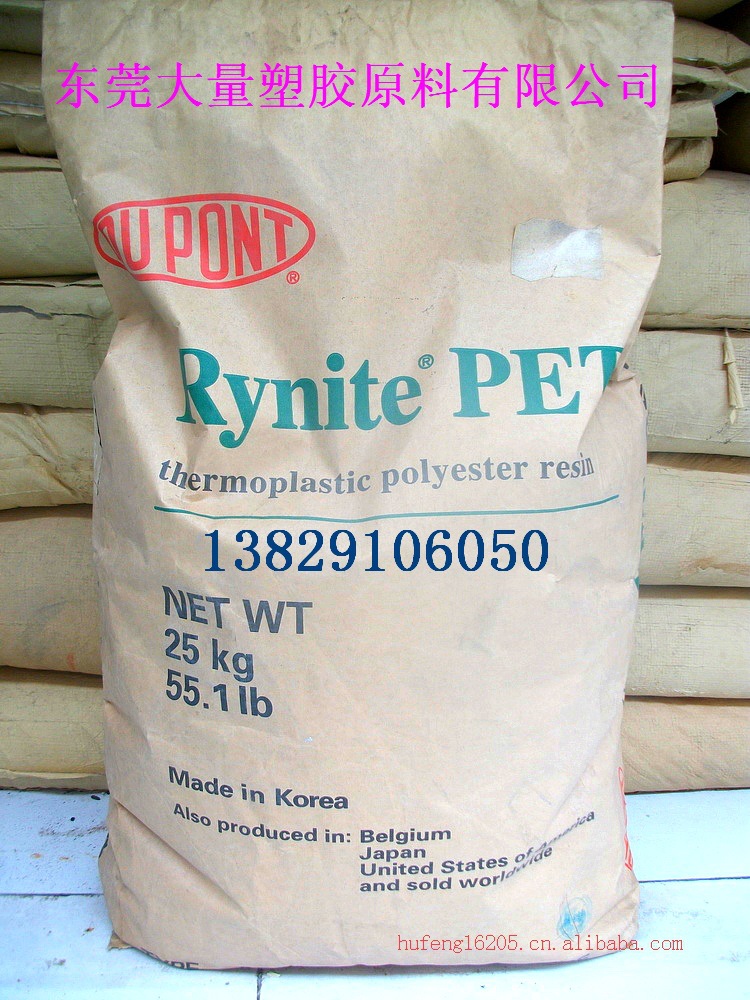 东莞大量塑胶原料有限公司
DU PONT®
Rynite® PET
thermoplastic polyester resin
13829106050
NET WT
25 kg
55.1 lb
Made in Korea
Also produced in: Belgium
Japan
United States of America
and sold worldwide
hufeng16205.cn.alibaba.com